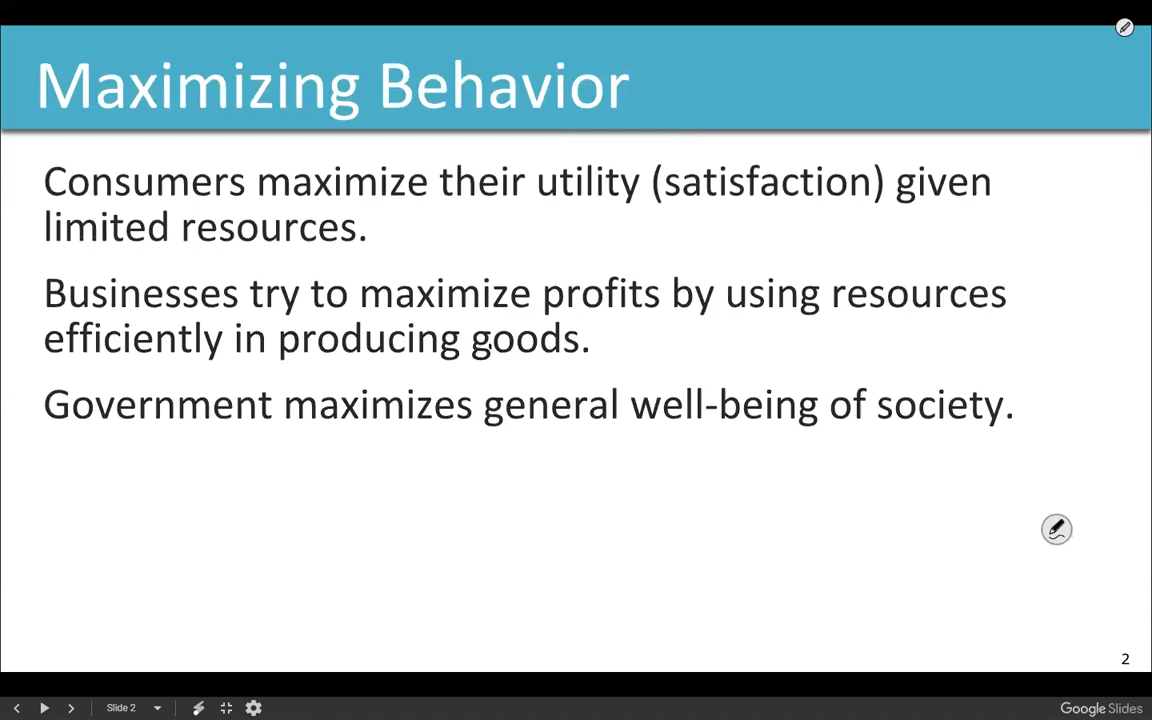 Maximizing Behavior
Consumers maximize their utility (satisfaction) given
limited resources.
Businesses try to maximize profits by using resources
efficiently in producing goods.
Government maximizes general well-being of society.
2
Slide 2
Google Slides